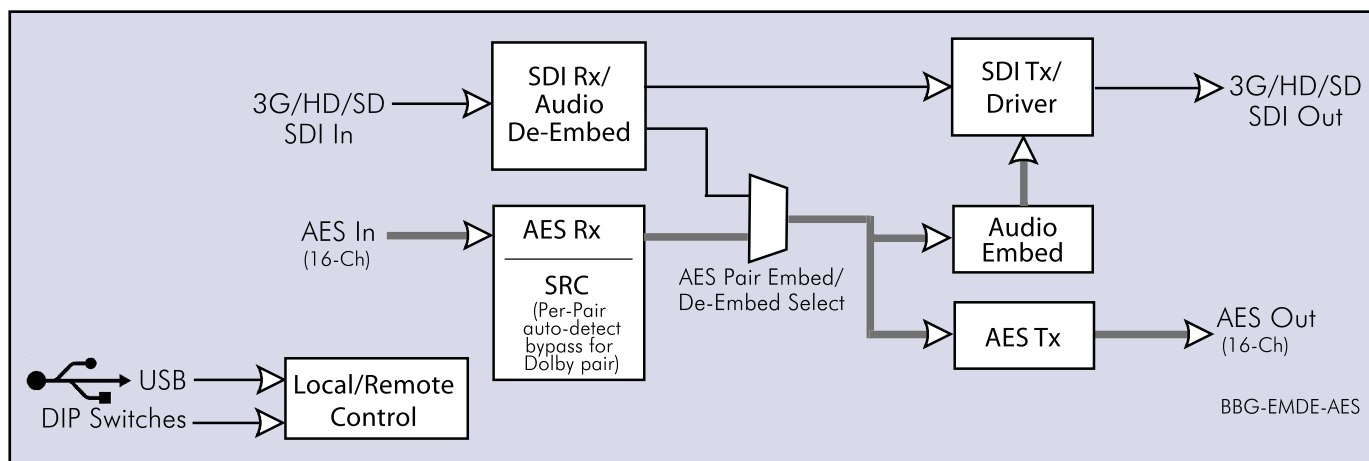 3G/HD/SD
SDI In
SDI Rx/
Audio
De-Embed
SDI Tx/
Driver
3G/HD/SD
SDI Out
AES In
(16-Ch)
AES Rx
SRC
(Per-Pair
auto-detect
bypass for
Dolby pair)
AES Pair Embed/
De-Embed Select
Audio
Embed
AES Tx
AES Out
(16-Ch)
USB
DIP Switches
Local/Remote
Control
BBG-EMDE-AES